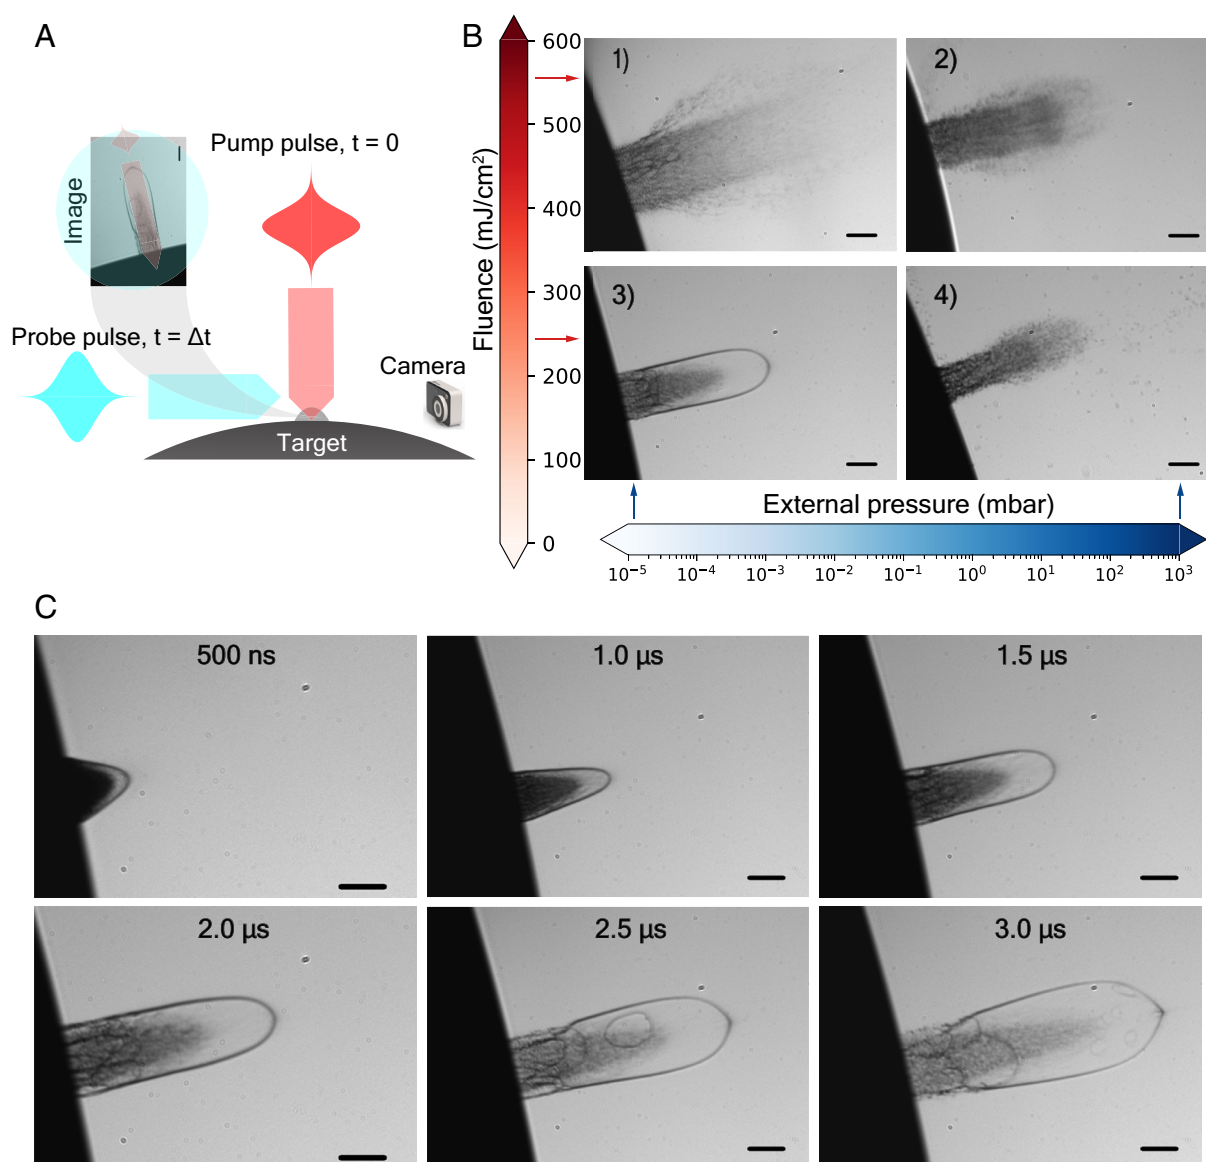 A
Pump pulse, t = 0
Image
Probe pulse, t = Δt
Camera
Target
B
Fluence (mJ/cm²)
600
500
400
300
200
100
0
1)
2)
3)
4)
External pressure (mbar)
10⁻⁵ 10⁻⁴ 10⁻³ 10⁻² 10⁻¹ 10⁰ 10¹ 10² 10³
C
500 ns
1.0 µs
1.5 µs
2.0 µs
2.5 µs
3.0 µs